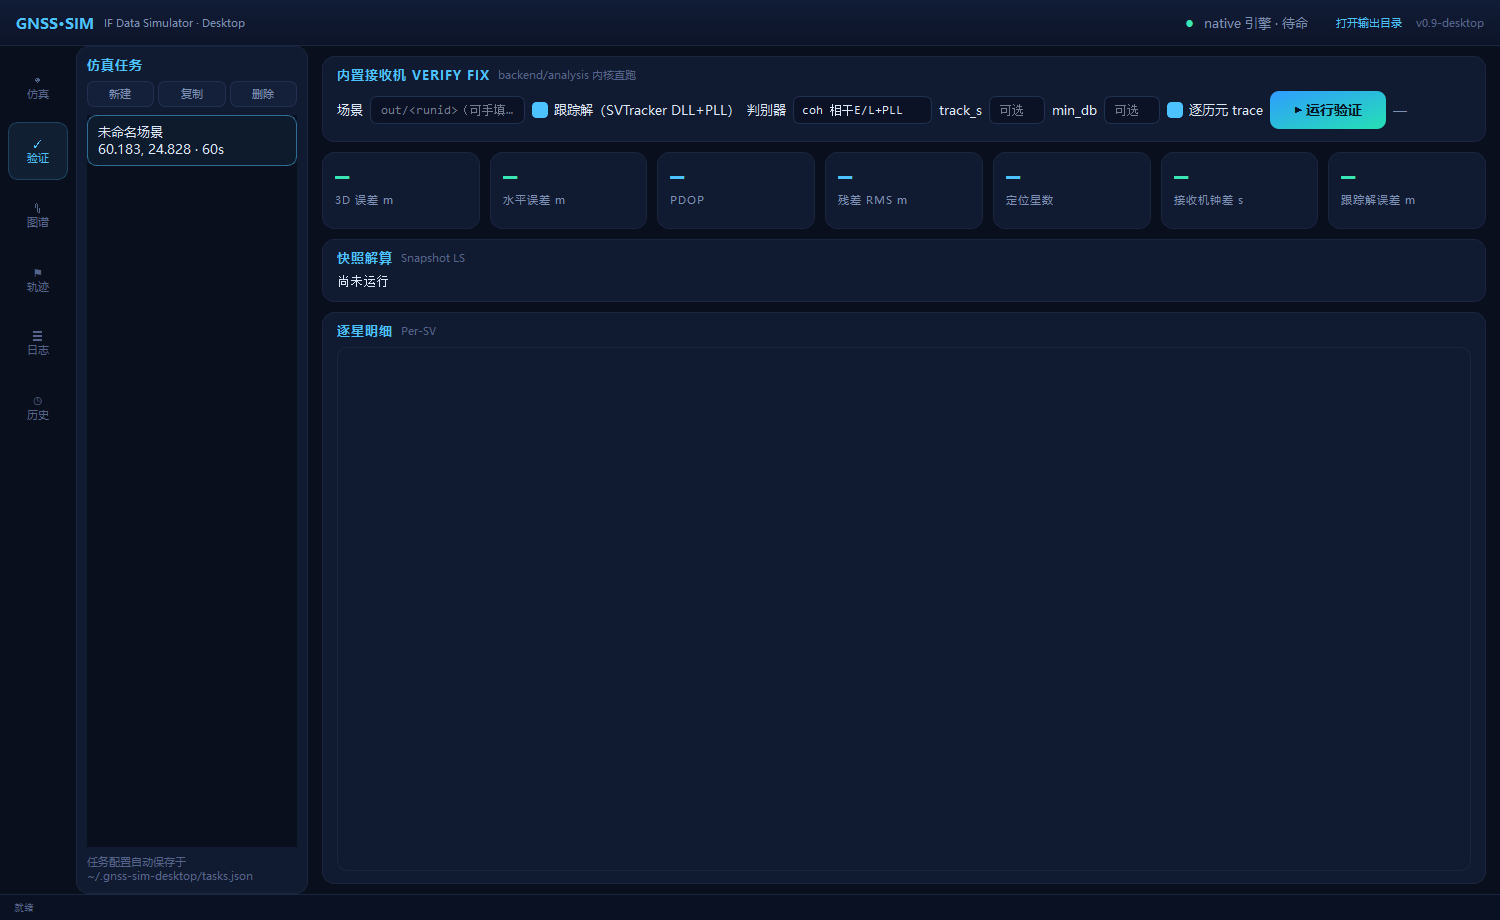 GNSS•SIM IF Data Simulator · Desktop
native 引擎 · 待命 打开输出目录 v0.9-desktop
仿真
验证
图谱
轨迹
日志
历史
仿真任务
新建 复制 删除
未命名场景
60.183, 24.828 · 60s
任务配置自动保存于
~/.gnss-sim-desktop/tasks.json
内置接收机 VERIFY FIX backend/analysis 内核直跑
场景 out/<runid>（可手填… 跟踪解（SVTracker DLL+PLL） 判别器 coh 相干E/L+PLL track_s 可选 min_db 可选 逐历元 trace ▸ 运行验证 —
— — — — — — —
3D 误差 m 水平误差 m PDOP 残差 RMS m 定位星数 接收机钟差 s 跟踪解误差 m
快照解算 Snapshot LS
尚未运行
逐星明细 Per-SV
就绪